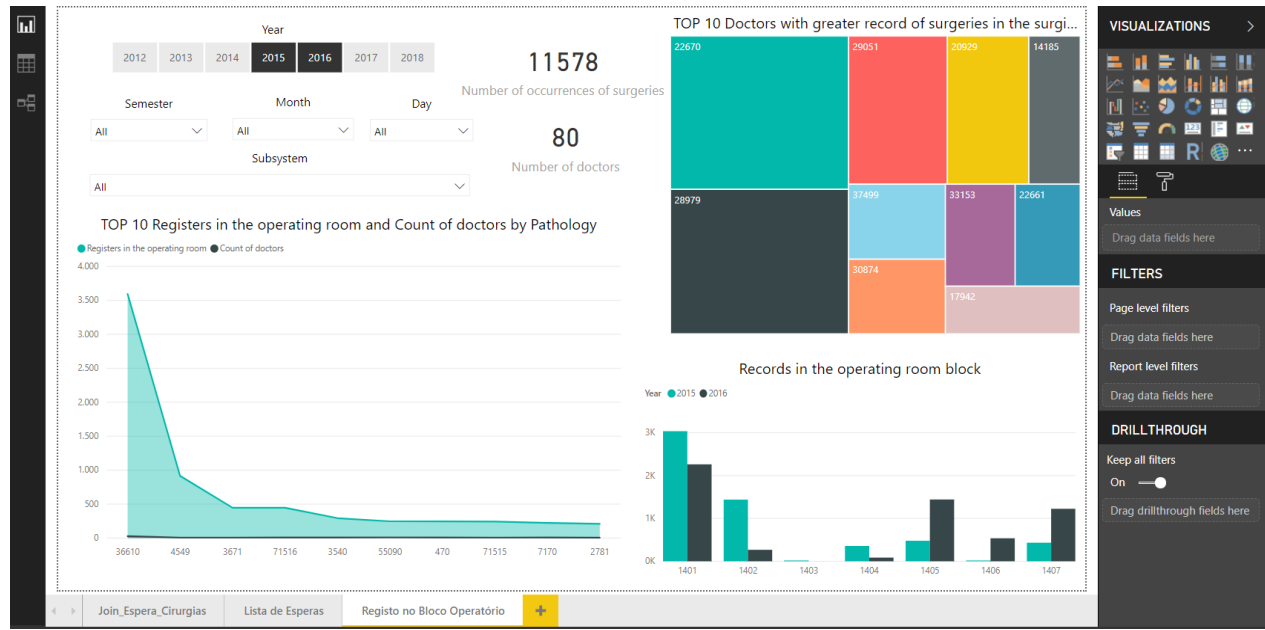 Year
2012 2013 2014 2015 2016 2017 2018
Semester Month Day
All All All
Subsystem
All
11578
Number of occurrences of surgeries
80
Number of doctors
TOP 10 Doctors with greater record of surgeries in the surgi...
22670 29051 20929 14185
28979 37499 33153 22661
30874
17942
TOP 10 Registers in the operating room and Count of doctors by Pathology
Registers in the operating room Count of doctors
4.000
3.500
3.000
2.500
2.000
1.500
1.000
500
0
36610 4549 3671 71516 3540 55090 470 71515 7170 2781
Records in the operating room block
Year 2015 2016
3K
2K
1K
0K
1401 1402 1403 1404 1405 1406 1407
VISUALIZATIONS
123
R
Values
Drag data fields here
FILTERS
Page level filters
Drag data fields here
Report level filters
Drag data fields here
DRILLTHROUGH
Keep all filters
On
Drag drillthrough fields here
Join_Espera_Cirurgias Lista de Esperas Registo no Bloco Operatório